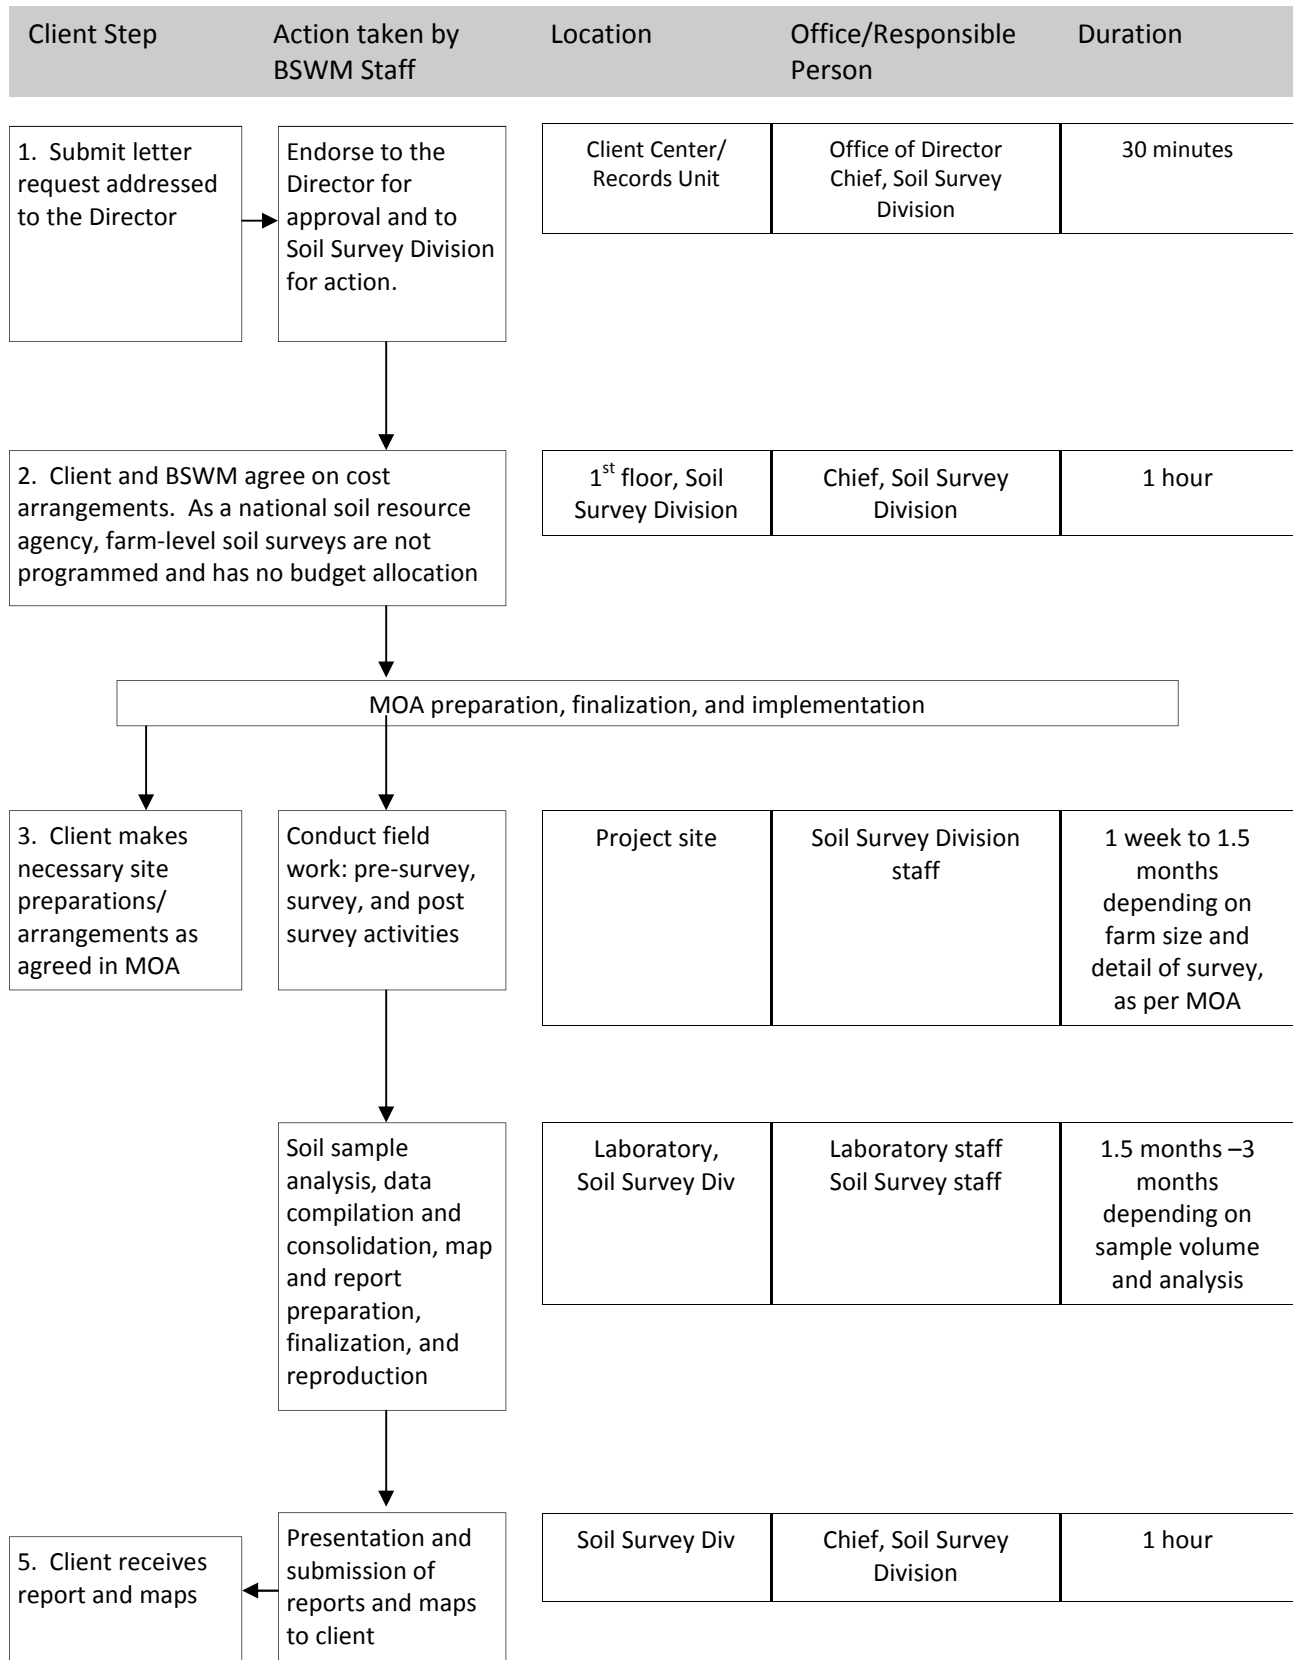 Client Step
Action taken by
BSWM Staff
Location
Office/Responsible
Person
Duration
1. Submit letter
request addressed
to the Director
Endorse to the
Director for
approval and to
Soil Survey Division
for action.
Client Center/
Records Unit
Office of Director
Chief, Soil Survey
Division
30 minutes
2. Client and BSWM agree on cost
arrangements. As a national soil resource
agency, farm-level soil surveys are not
programmed and has no budget allocation
1st floor, Soil
Survey Division
Chief, Soil Survey
Division
1 hour
MOA preparation, finalization, and implementation
3. Client makes
necessary site
preparations/
arrangements as
agreed in MOA
Conduct field
work: pre-survey,
survey, and post
survey activities
Project site
Soil Survey Division
staff
1 week to 1.5
months
depending on
farm size and
detail of survey,
as per MOA
Soil sample
analysis, data
compilation and
consolidation, map
and report
preparation,
finalization, and
reproduction
Laboratory,
Soil Survey Div
Laboratory staff
Soil Survey staff
1.5 months –3
months
depending on
sample volume
and analysis
5. Client receives
report and maps
Presentation and
submission of
reports and maps
to client
Soil Survey Div
Chief, Soil Survey
Division
1 hour